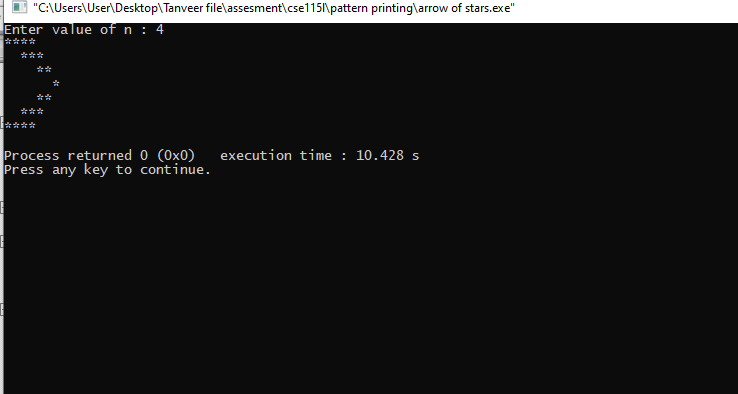 "C:\Users\User\Desktop\Tanveer file\assesment\cse115l\pattern printing\arrow of stars.exe"
Enter value of n : 4
****
  ***
    **
      *
    **
  ***
****
Process returned 0 (0x0)   execution time : 10.428 s
Press any key to continue.